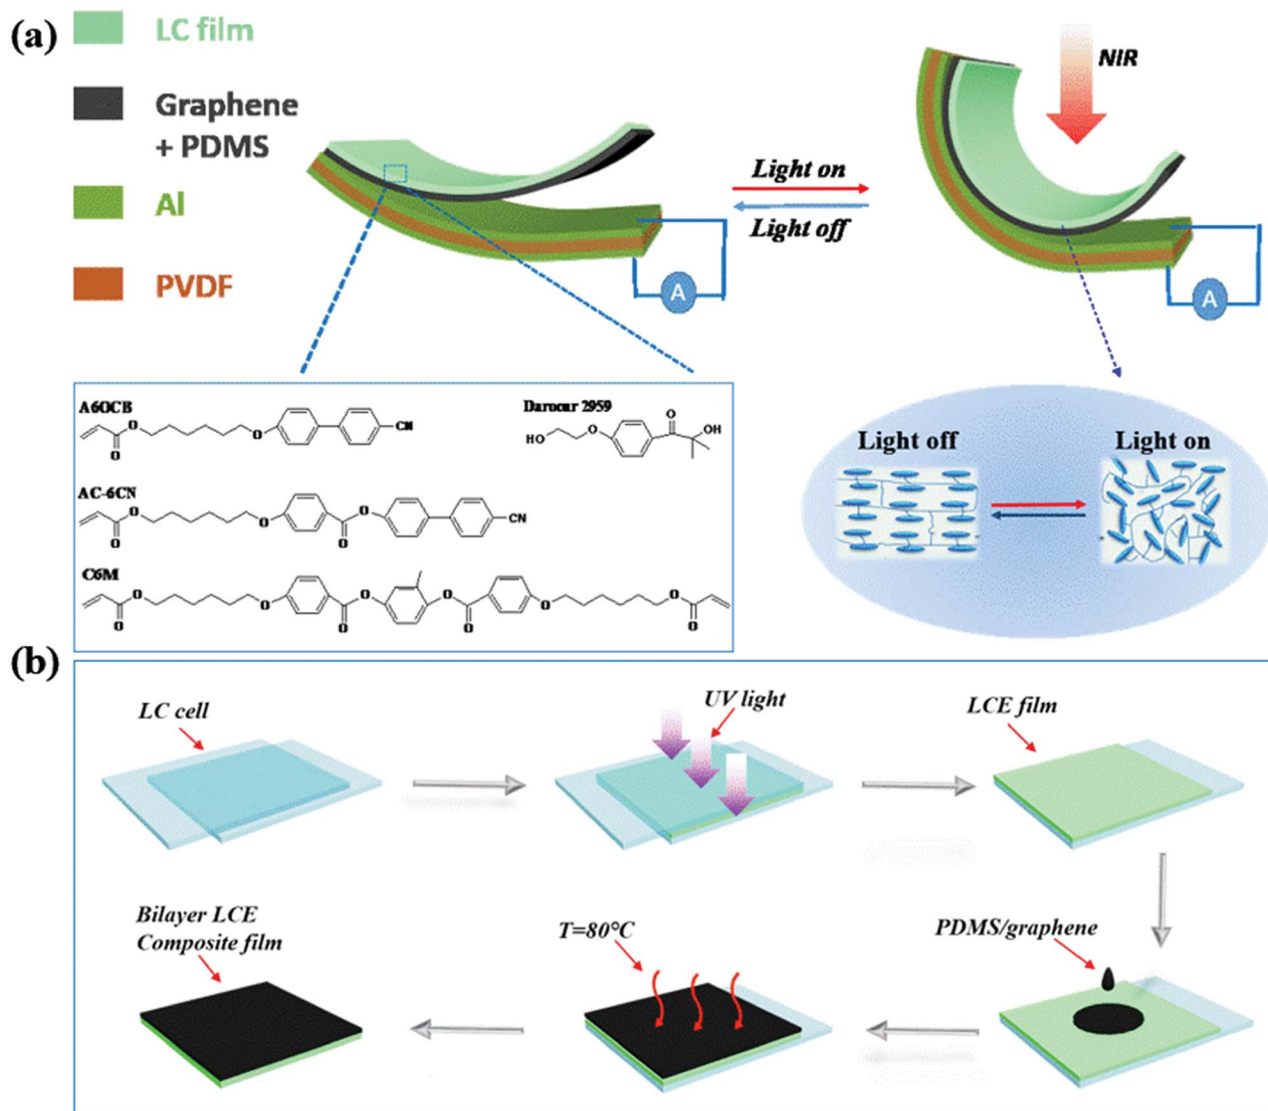 (a)
LC film
Graphene
+ PDMS
Al
PVDF
NIR
Light on
Light off
A
A
A6OCB
O
O
O
CN
Darocur 2959
HO
O
O
OH
AC-6CN
O
O
O
O
O
CN
C6M
O
O
O
O
O
O
O
O
O
O
Light off
Light on
(b)
LC cell
UV light
LCE film
Bilayer LCE
Composite film
T=80°C
PDMS/graphene